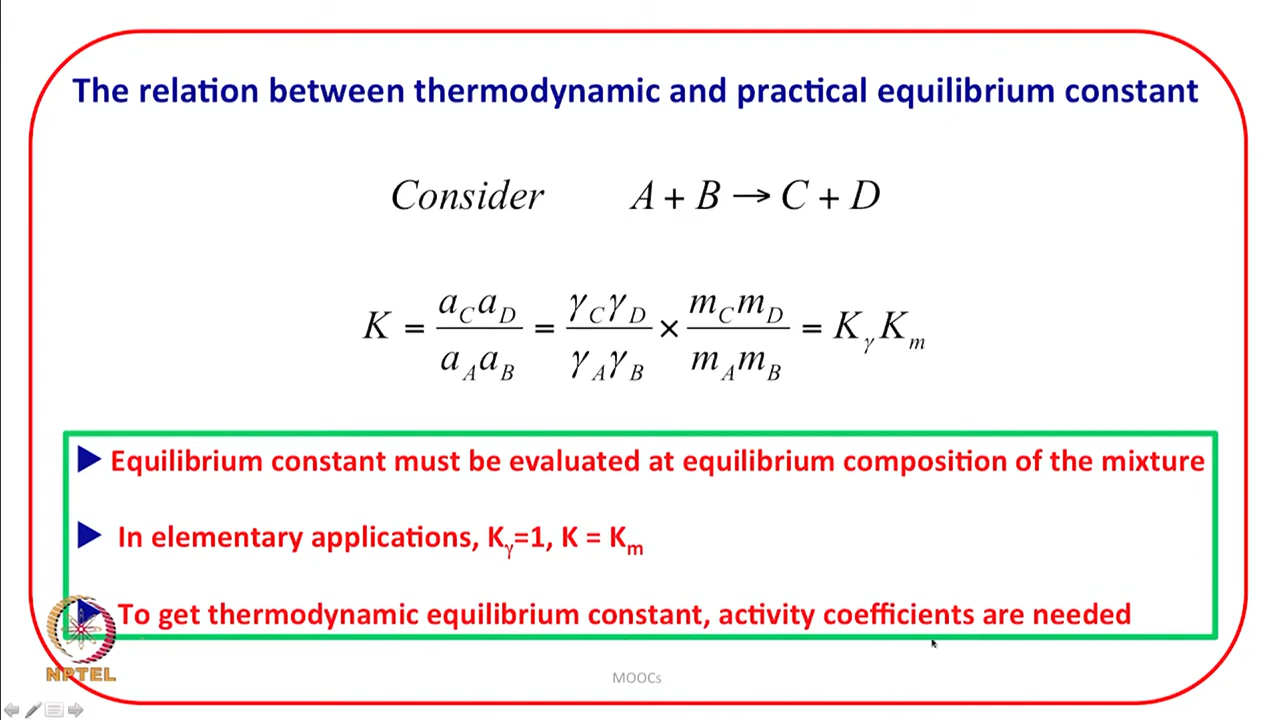 The relation between thermodynamic and practical equilibrium constant
Consider A + B → C + D
K = a_C a_D / a_A a_B = γ_C γ_D / γ_A γ_B × m_C m_D / m_A m_B = K_γ K_m
Equilibrium constant must be evaluated at equilibrium composition of the mixture
In elementary applications, K_γ=1, K = K_m
To get thermodynamic equilibrium constant, activity coefficients are needed
NPTEL
MOOCs